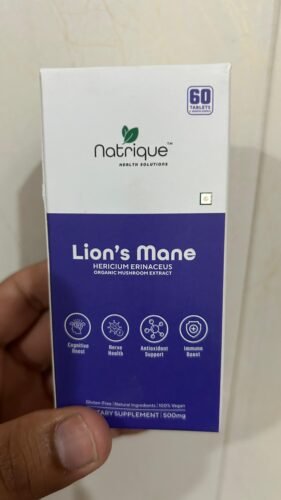 60
TABLETS
Natrique™
HEALTH SOLUTIONS
Lion's Mane
HERICIUM ERINACEUS
ORGANIC MUSHROOM EXTRACT
Cognitive Boost
Nerve Health
Antioxidant Support
Immune Boost
Gluten-Free | Natural Ingredients | 100% Vegan
TARY SUPPLEMENT | 500mg